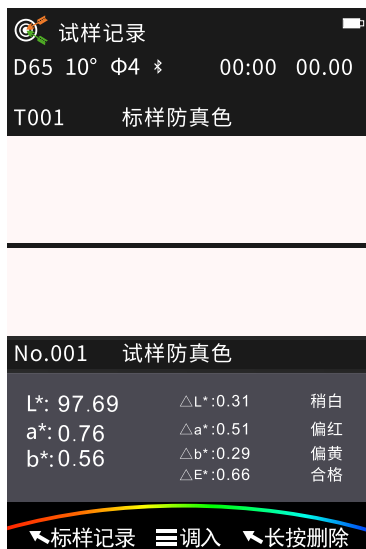 试样记录
D65 10° Φ4 00:00 00.00
T001 标样防真色
No.001 试样防真色
L*: 97.69 △L*:0.31 稍白
a*: 0.76 △a*:0.51 偏红
b*: 0.56 △b*:0.29 偏黄
△E*:0.66 合格
标样记录 调入 长按删除